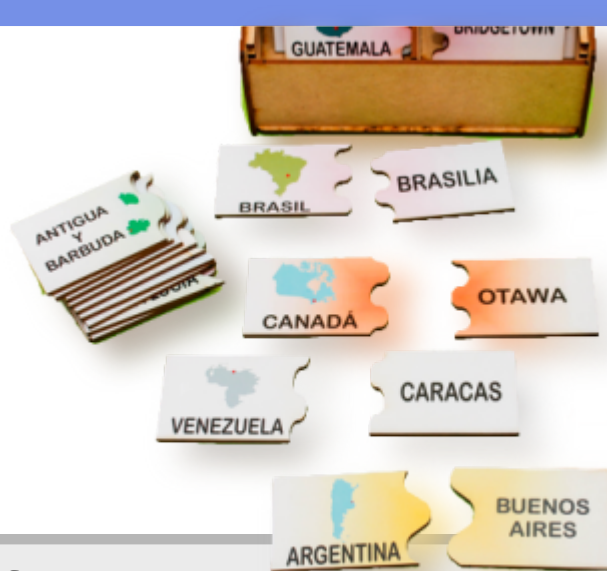 GUATEMALA
BRIDGETOWN
BRASIL
BRASILIA
ANTIGUA
Y
BARBUDA
CANADÁ
OTAWA
VENEZUELA
CARACAS
ARGENTINA
BUENOS
AIRES